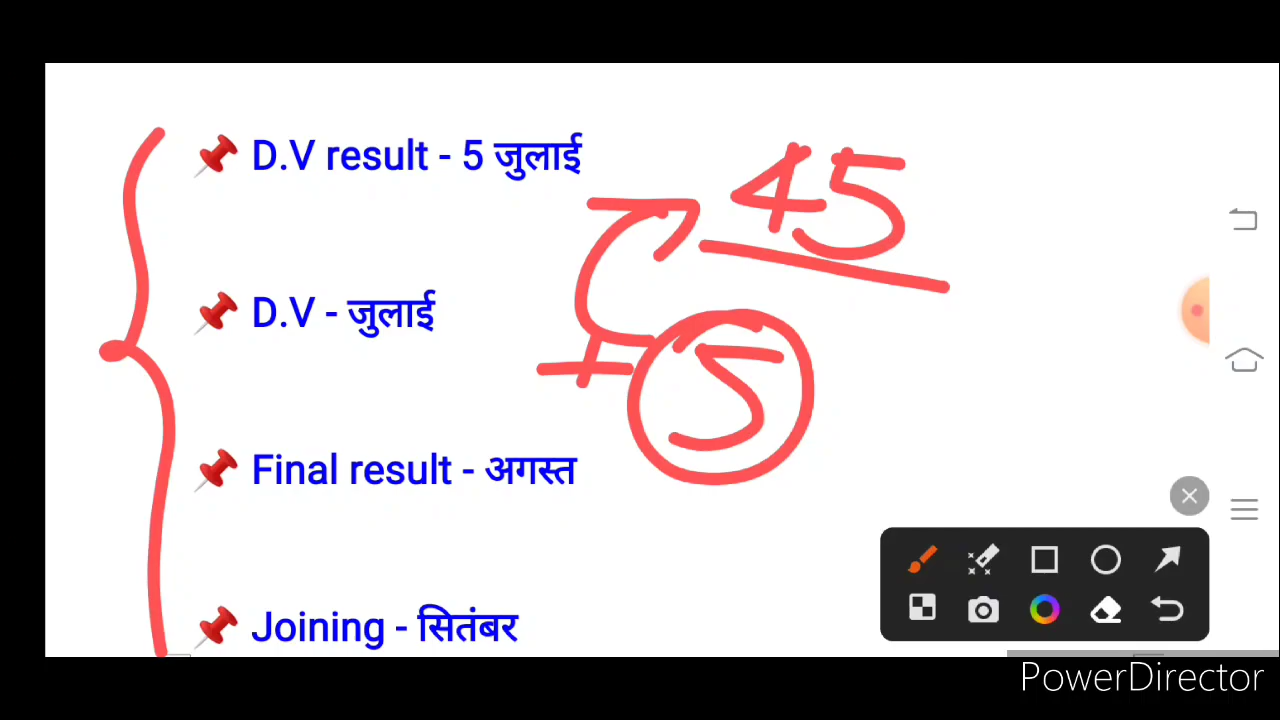 📌 D.V result - 5 जुलाई
45
📌 D.V - जुलाई
+ 5
📌 Final result - अगस्त
📌 Joining - सितंबर
PowerDirector